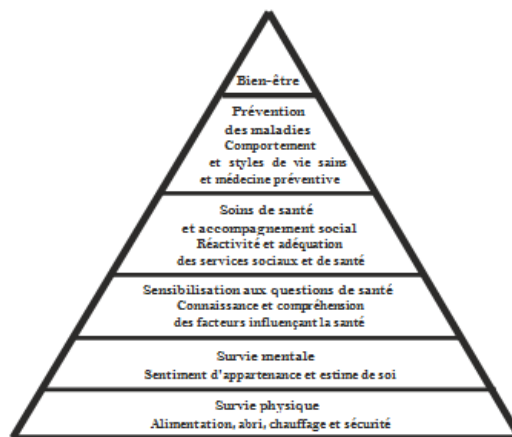 Bien-être
Prévention
des maladies
Comportement
et styles de vie sains
et médecine préventive
Soins de santé
et accompagnement social
Réactivité et adéquation
des services sociaux et de santé
Sensibilisation aux questions de santé
Connaissance et compréhension
des facteurs influençant la santé
Survie mentale
Sentiment d'appartenance et estime de soi
Survie physique
Alimentation, abri, chauffage et sécurité